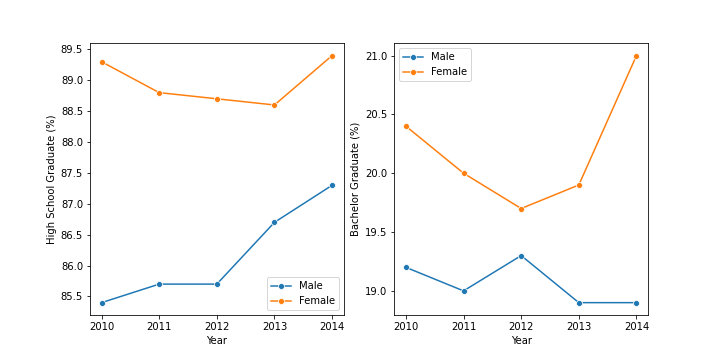 High School Graduate (%)
89.5
89.0
88.5
88.0
87.5
87.0
86.5
86.0
85.5
Male
Female
2010 2011 2012 2013 2014
Year
Bachelor Graduate (%)
Male
Female
21.0
20.5
20.0
19.5
19.0
2010 2011 2012 2013 2014
Year